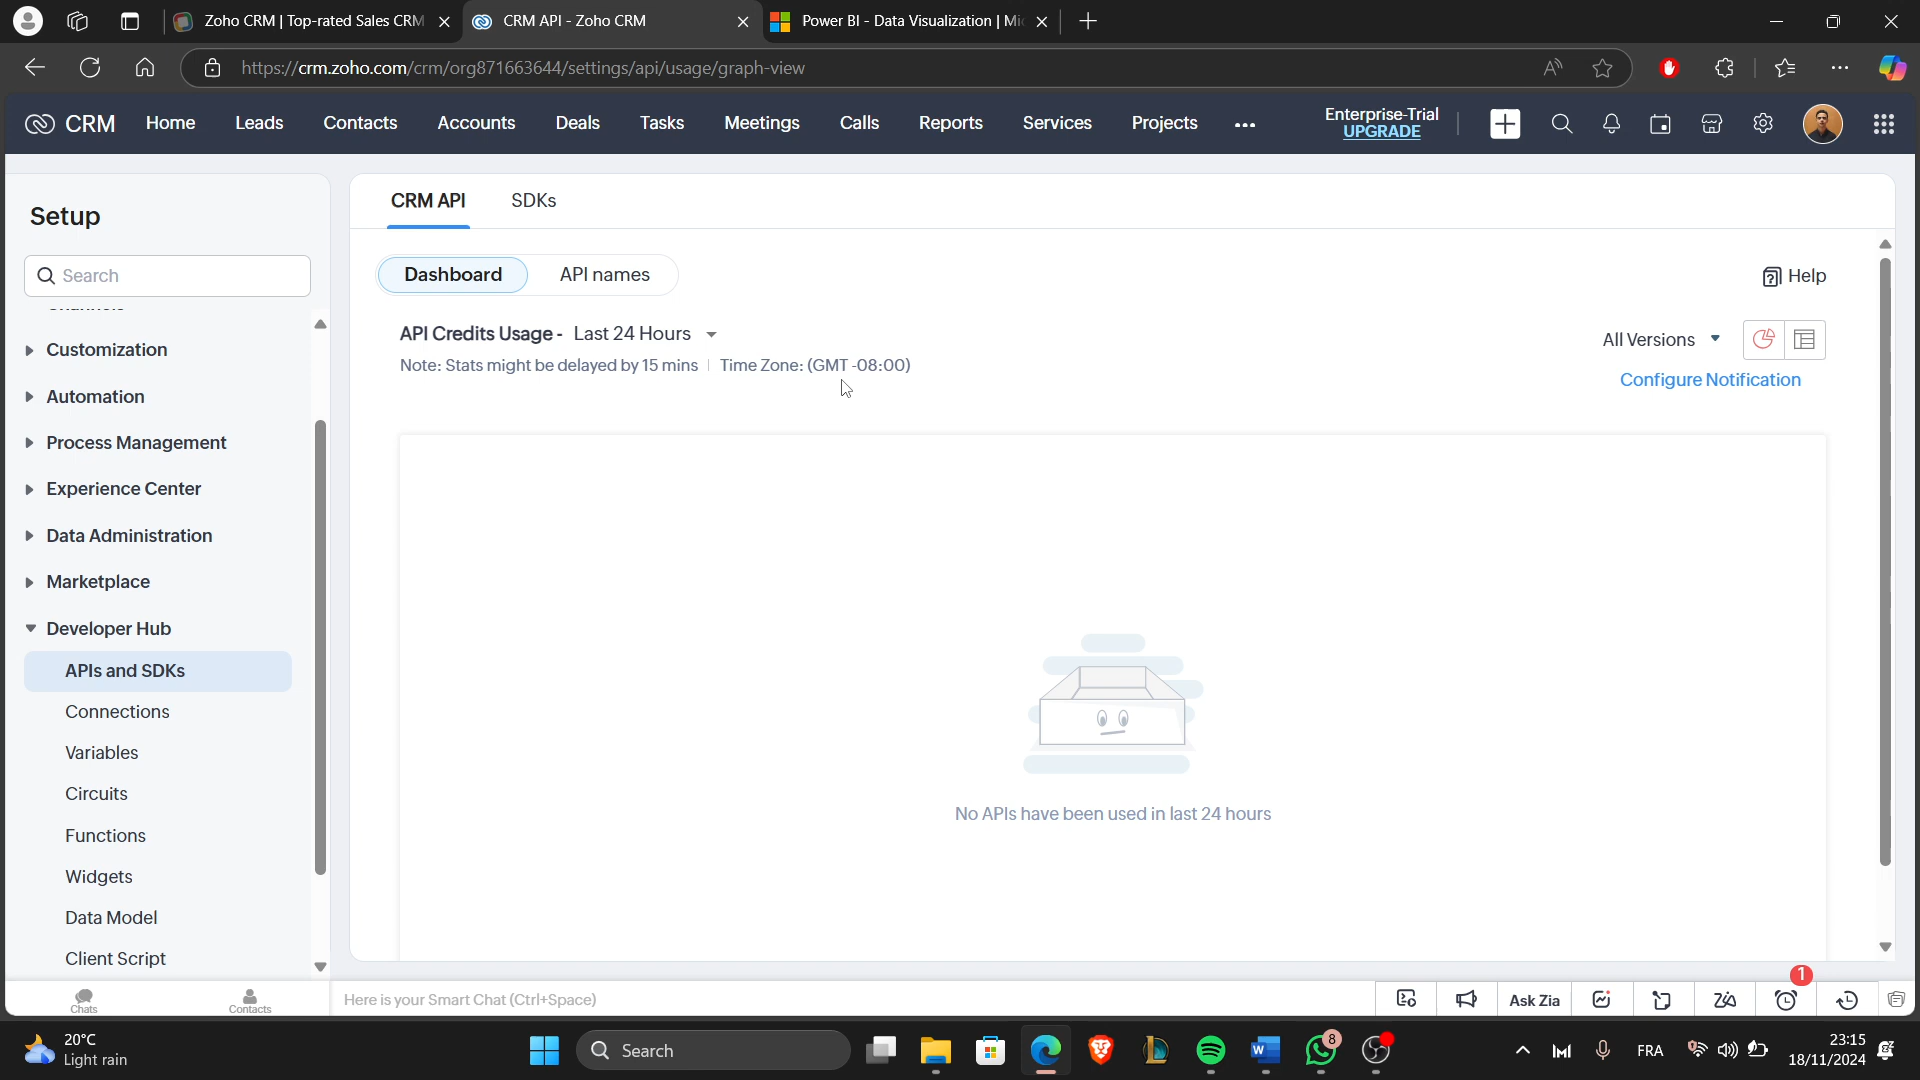 Zoho CRM | Top-rated Sales CRM
CRM API - Zoho CRM
Power BI - Data Visualization | Mi
https://crm.zoho.com/crm/org871663644/settings/api/usage/graph-view
CRM Home Leads Contacts Accounts Deals Tasks Meetings Calls Reports Services Projects ...
Enterprise-Trial
UPGRADE
Setup
Search
Customization
Automation
Process Management
Experience Center
Data Administration
Marketplace
Developer Hub
APIs and SDKs
Connections
Variables
Circuits
Functions
Widgets
Data Model
Client Script
CRM API SDKs
Dashboard API names
Help
API Credits Usage - Last 24 Hours
Note: Stats might be delayed by 15 mins | Time Zone: (GMT -08:00)
All Versions
Configure Notification
No APIs have been used in last 24 hours
Chats
Contacts
Here is your Smart Chat (Ctrl+Space)
Ask Zia
1
20°C
Light rain
Search
8
FRA
23:15
18/11/2024